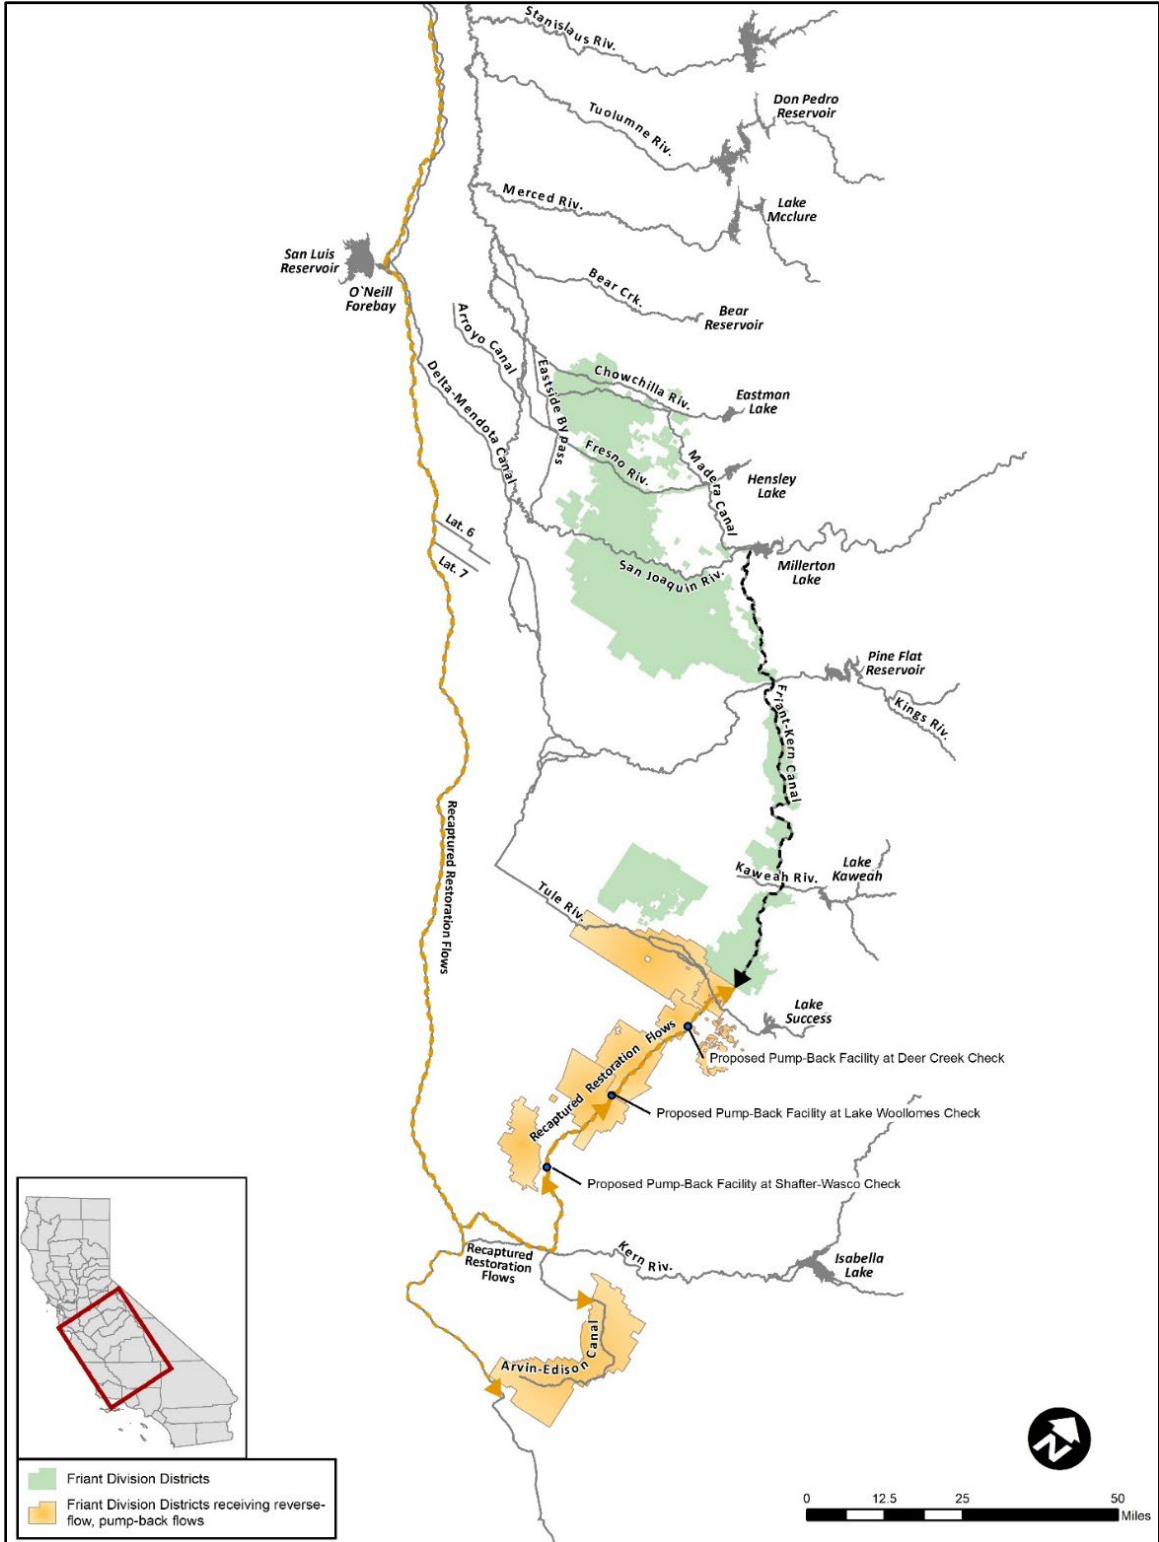 Stanislaus Riv.
Don Pedro
Reservoir
Tuolumne Riv.
Merced Riv.
Lake
Mcclure
San Luis
Reservoir
O`Neill
Forebay
Bear Crk.
Bear
Reservoir
Arroyo Canal
Delta-Mendota Canal
Eastside Bypass
Chowchilla Riv.
Eastman
Lake
Fresno Riv.
Madera Canal
Hensley
Lake
Lat. 6
Lat. 7
San Joaquin Riv.
Millerton
Lake
Pine Flat
Reservoir
Kings Riv.
Friant-Kern Canal
Recaptured Restoration Flows
Kaweah Riv.
Lake
Kaweah
Tule Riv.
Lake
Success
Recaptured Restoration Flows
Proposed Pump-Back Facility at Deer Creek Check
Proposed Pump-Back Facility at Lake Woollomes Check
Proposed Pump-Back Facility at Shafter-Wasco Check
Recaptured
Restoration
Flows
Kern Riv.
Isabella
Lake
Arvin-Edison Canal
N
Friant Division Districts
Friant Division Districts receiving reverse-
flow, pump-back flows
0 12.5 25 50
Miles